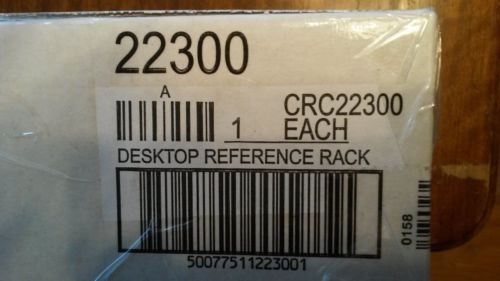 22300
A
CRC22300
1 EACH
DESKTOP REFERENCE RACK
50077511223001
0158